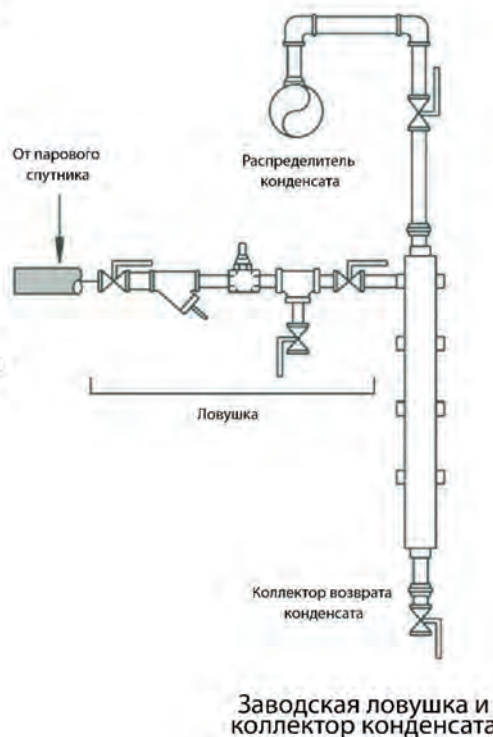 Распределитель
конденсата
От парового
спутника
Ловушка
Коллектор возврата
конденсата
Заводская ловушка и
коллектор конденсата